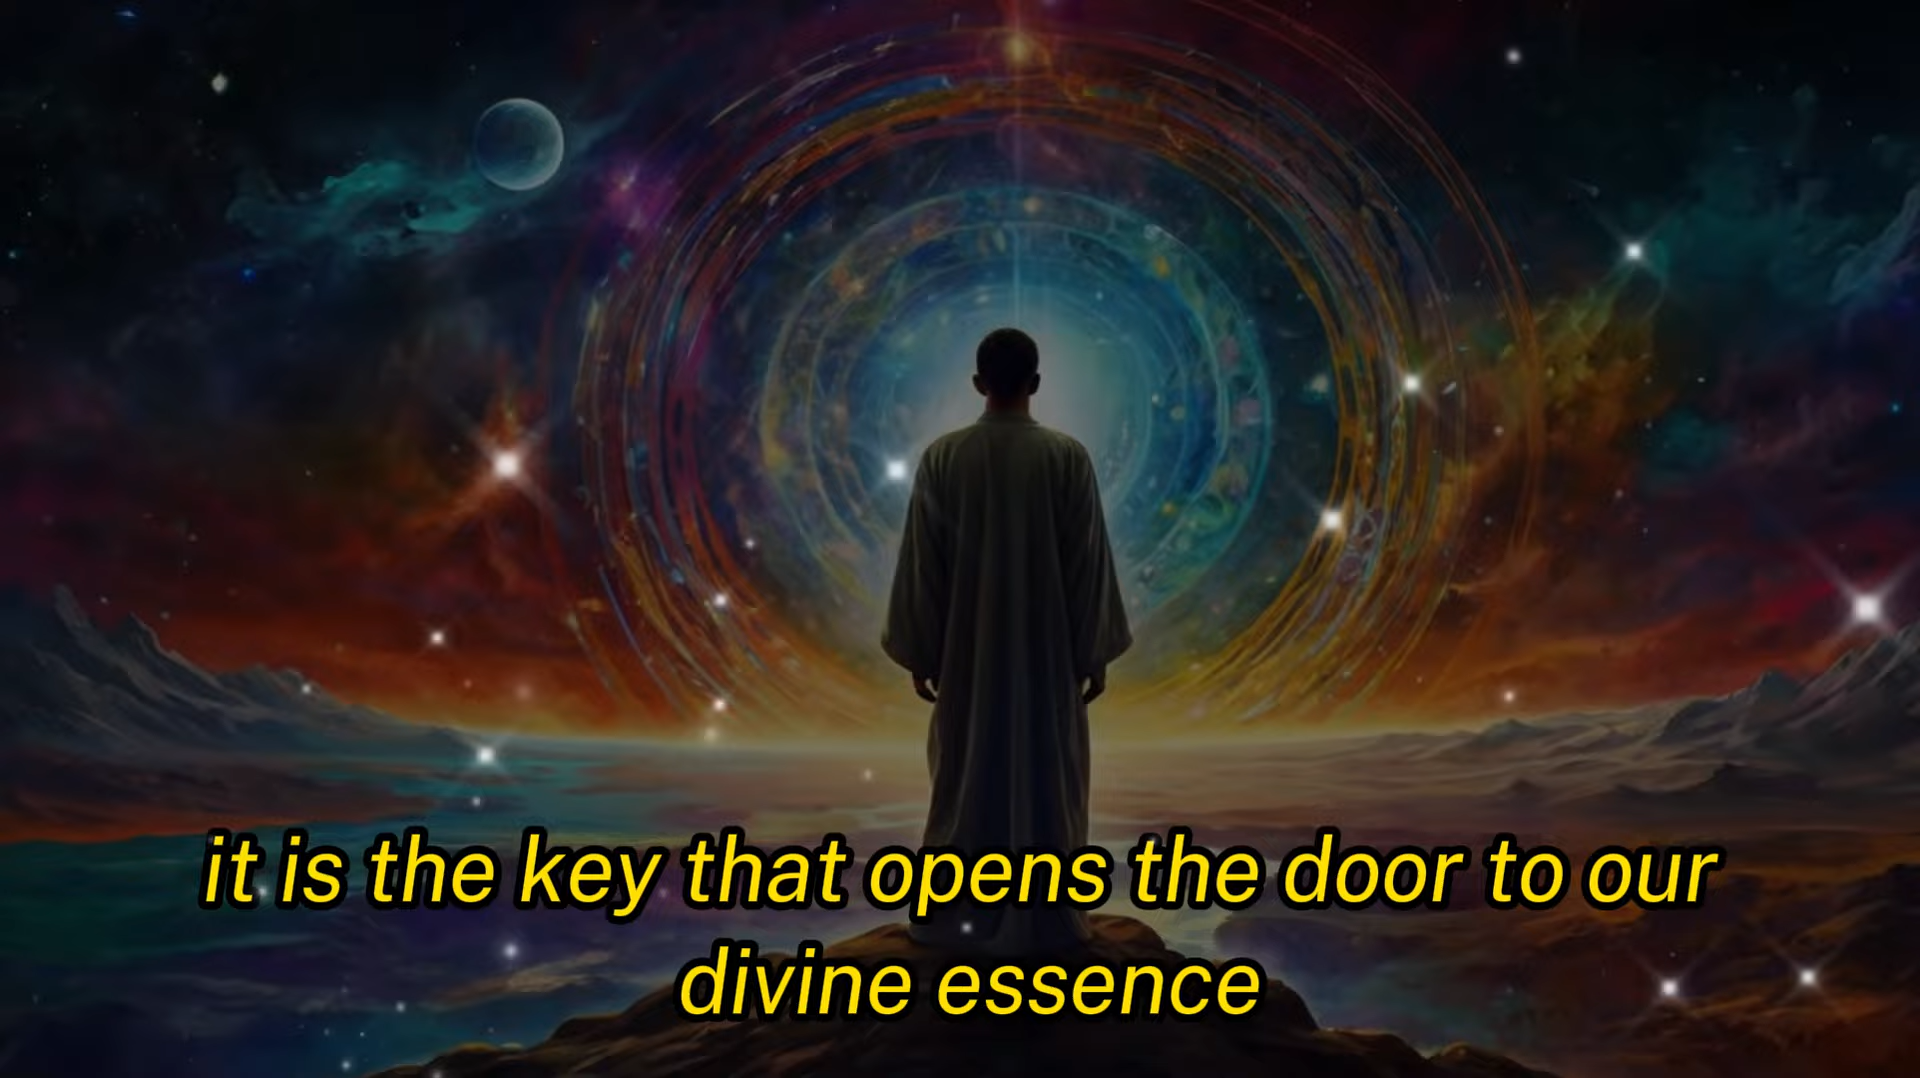 it is the key that opens the door to our
divine essence